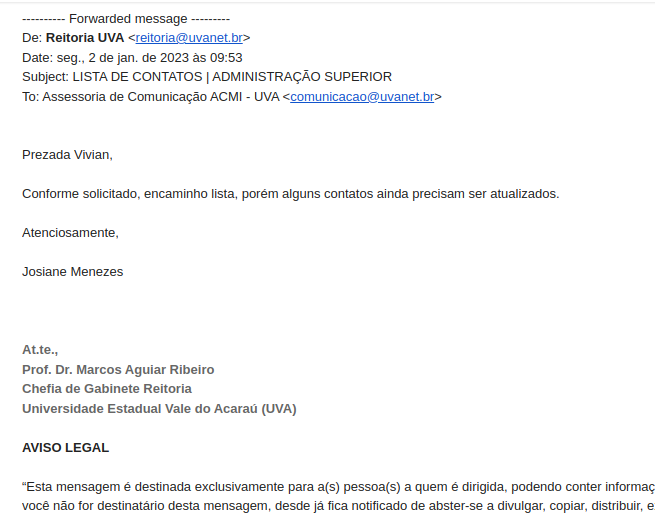 ---------- Forwarded message ---------
De: Reitoria UVA <reitoria@uvanet.br>
Date: seg., 2 de jan. de 2023 às 09:53
Subject: LISTA DE CONTATOS | ADMINISTRAÇÃO SUPERIOR
To: Assessoria de Comunicação ACMI - UVA <comunicacao@uvanet.br>
Prezada Vivian,
Conforme solicitado, encaminho lista, porém alguns contatos ainda precisam ser atualizados.
Atenciosamente,
Josiane Menezes
At.te.,
Prof. Dr. Marcos Aguiar Ribeiro
Chefia de Gabinete Reitoria
Universidade Estadual Vale do Acaraú (UVA)
AVISO LEGAL
“Esta mensagem é destinada exclusivamente para a(s) pessoa(s) a quem é dirigida, podendo conter
você não for destinatário desta mensagem, desde já fica notificado de abster-se a divulgar, copiar, distribuir,